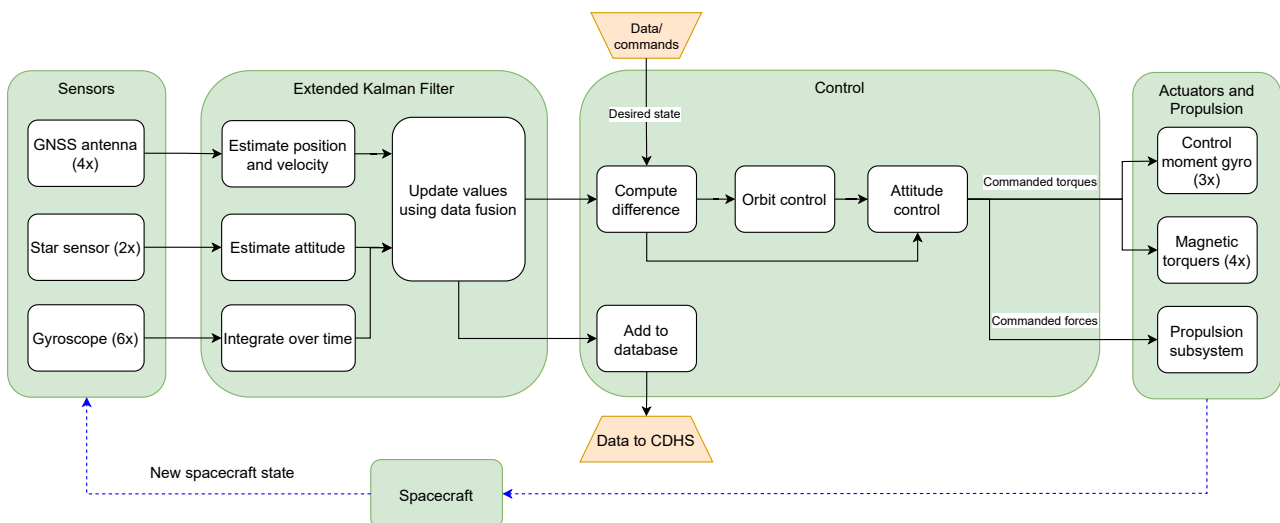 Data/
commands
Sensors
Extended Kalman Filter
Control
Actuators and
Propulsion
GNSS antenna
(4x)
Estimate position
and velocity
Update values
using data fusion
Desired state
Compute
difference
Orbit control
Attitude
control
Commanded torques
Control
moment gyro
(3x)
Star sensor (2x)
Estimate attitude
Magnetic
torquers (4x)
Gyroscope (6x)
Integrate over time
Add to
database
Commanded forces
Propulsion
subsystem
Data to CDHS
New spacecraft state
Spacecraft